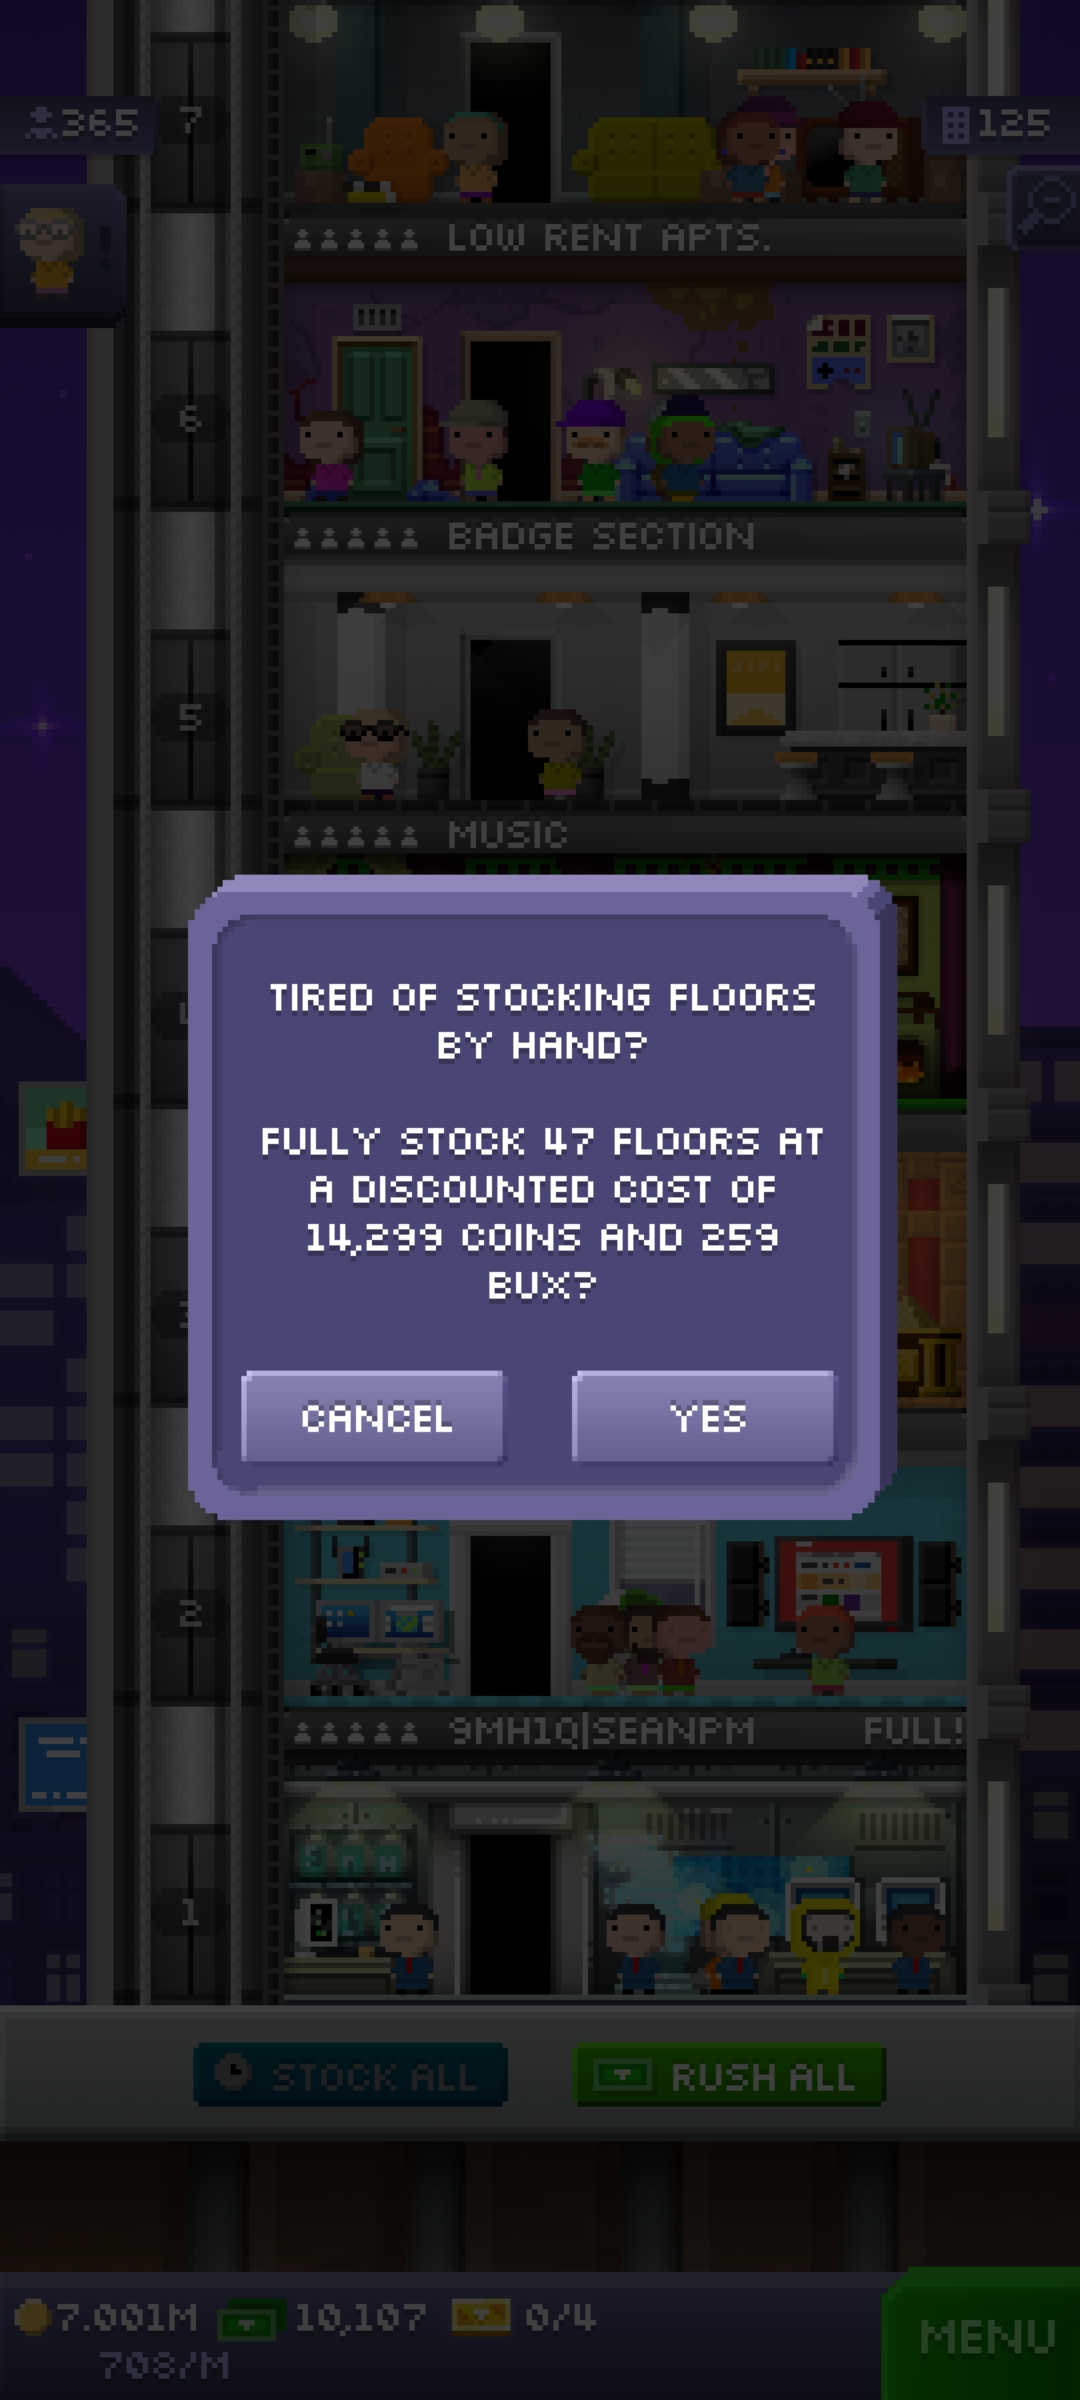 365
7
125
LOW RENT APTS.
6
BADGE SECTION
5
MUSIC
TIRED OF STOCKING FLOORS
BY HAND?
FULLY STOCK 47 FLOORS AT
A DISCOUNTED COST OF
14,299 COINS AND 259
BUX?
CANCEL
YES
2
9MH1Q|SEANPM
FULL!
1
STOCK ALL
RUSH ALL
7.001M
10,107
0/4
708/M
MENU